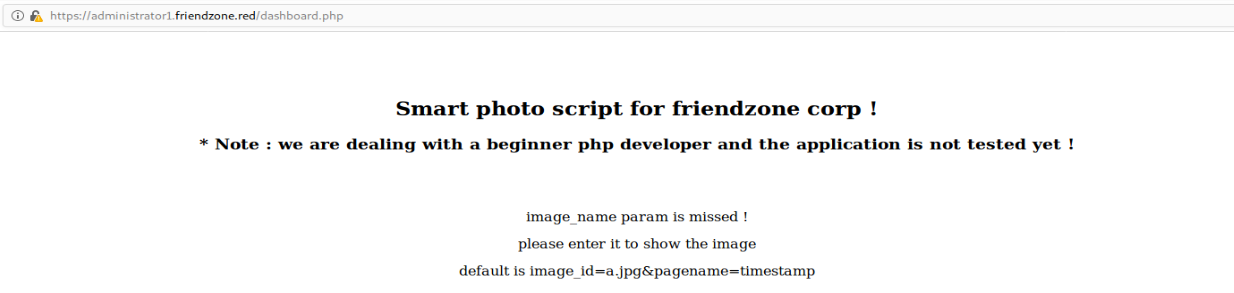 https://administrator1.friendzone.red/dashboard.php
Smart photo script for friendzone corp !
* Note : we are dealing with a beginner php developer and the application is not tested yet !
image_name param is missed !
please enter it to show the image
default is image_id=a.jpg&pagename=timestamp